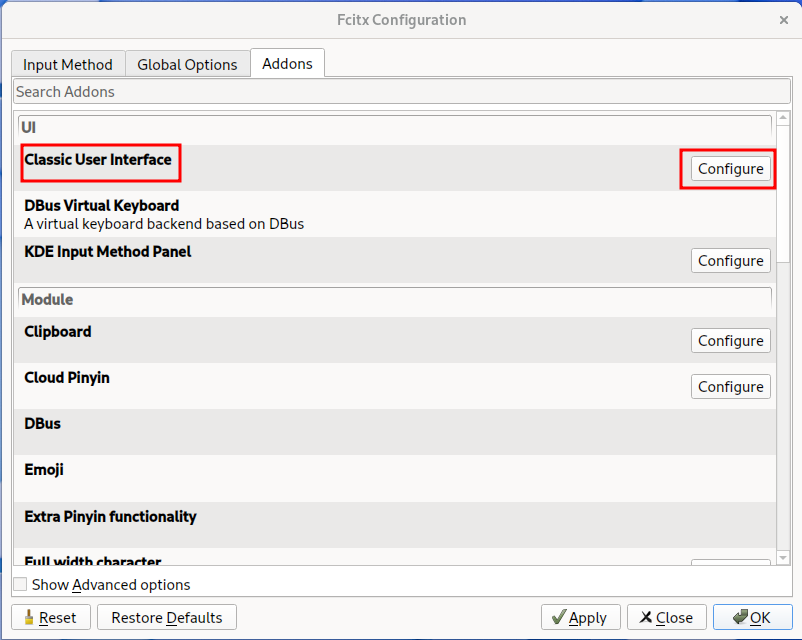 Fcitx Configuration
Input Method Global Options Addons
Search Addons
UI
Classic User Interface Configure
DBus Virtual Keyboard
A virtual keyboard backend based on DBus
KDE Input Method Panel Configure
Module
Clipboard Configure
Cloud Pinyin Configure
DBus
Emoji
Extra Pinyin functionality
Full width character
Show Advanced options
Reset Restore Defaults Apply Close OK